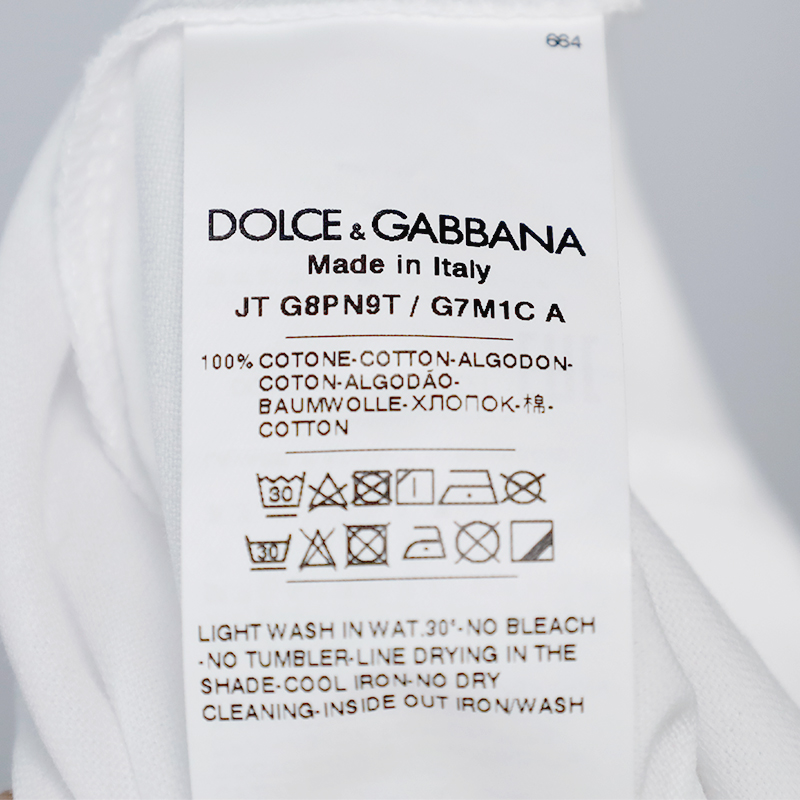 664
DOLCE & GABBANA
Made in Italy
JT G8PN9T / G7M1C A
100% COTONE-COTTON-ALGODON-
COTON-ALGODÃO-
BAUMWOLLE-ХЛОПОК-棉-
COTTON
30
30
LIGHT WASH IN WAT.30°-NO BLEACH
-NO TUMBLER-LINE DRYING IN THE
SHADE-COOL IRON-NO DRY
CLEANING-INSIDE OUT IRON/WASH